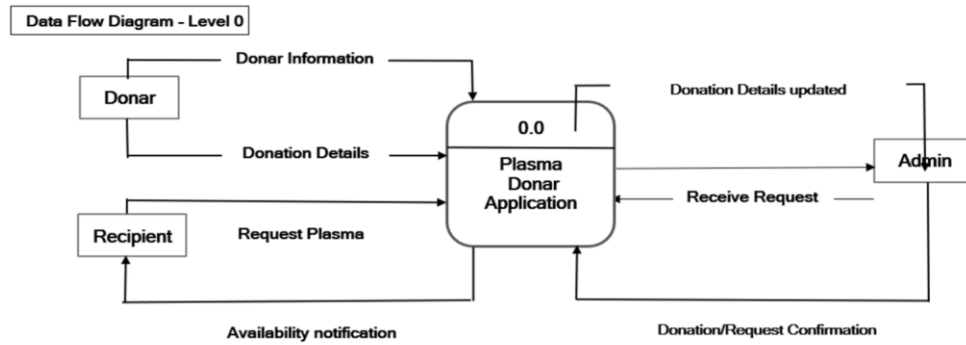 Data Flow Diagram - Level 0
Donar Information
Donar
Donation Details updated
0.0
Donation Details
Plasma
Donar
Application
Admin
Receive Request
Recipient
Request Plasma
Availability notification
Donation/Request Confirmation